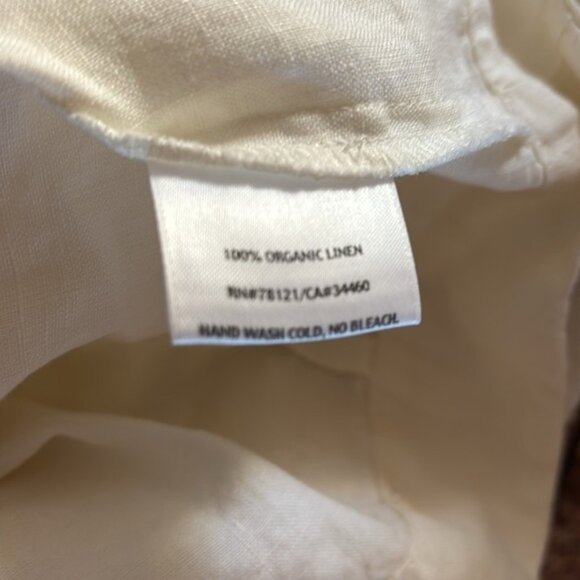 100% ORGANIC LINEN
RN#78121/CA#34460
HAND WASH COLD, NO BLEACH.